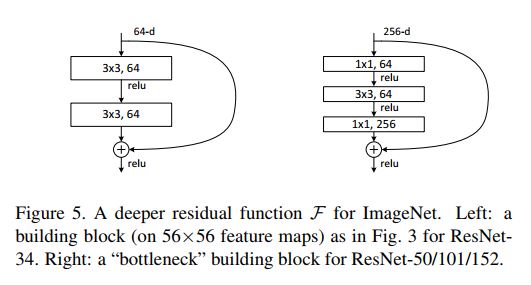 64-d
3x3, 64
relu
3x3, 64
relu
256-d
1x1, 64
relu
3x3, 64
relu
1x1, 256
relu
Figure 5. A deeper residual function F for ImageNet. Left: a
building block (on 56×56 feature maps) as in Fig. 3 for ResNet-
34. Right: a “bottleneck” building block for ResNet-50/101/152.